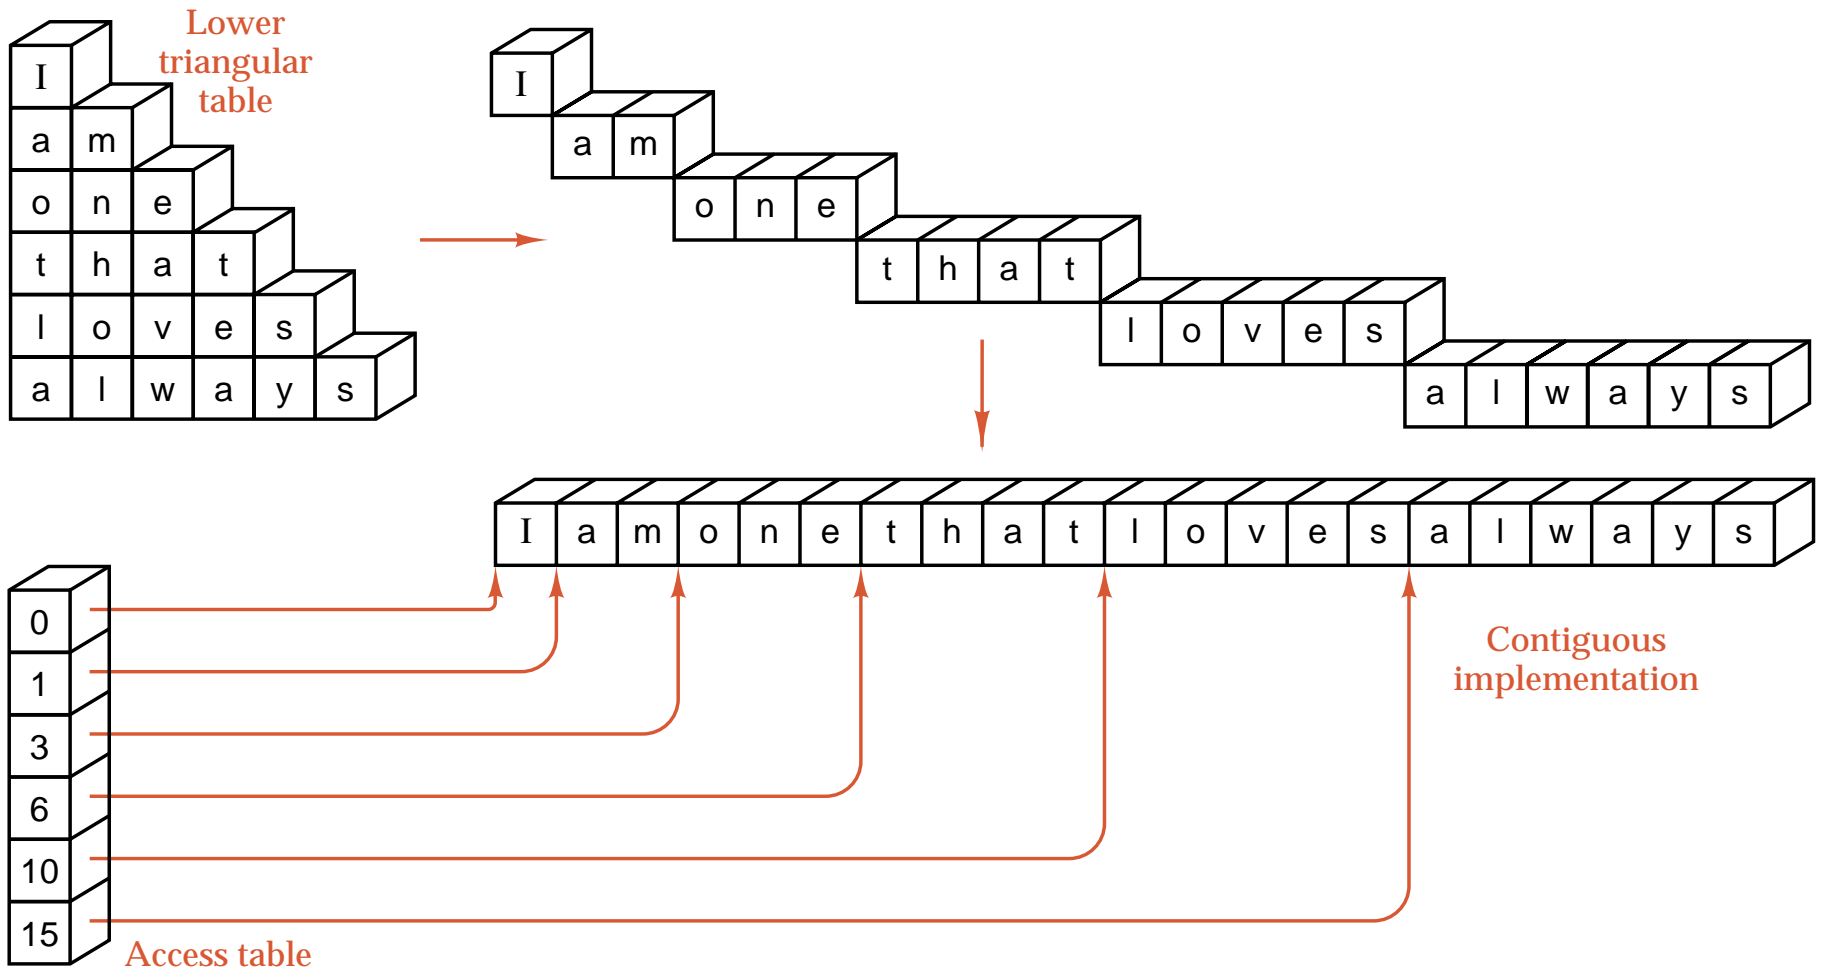 Lower
triangular
table
I
a m
o n e
t h a t
l o v e s
a l w a y s
I
a m
o n e
t h a t
l o v e s
a l w a y s
I a m o n e t h a t l o v e s a l w a y s
0
1
3
6
10
15
Access table
Contiguous
implementation